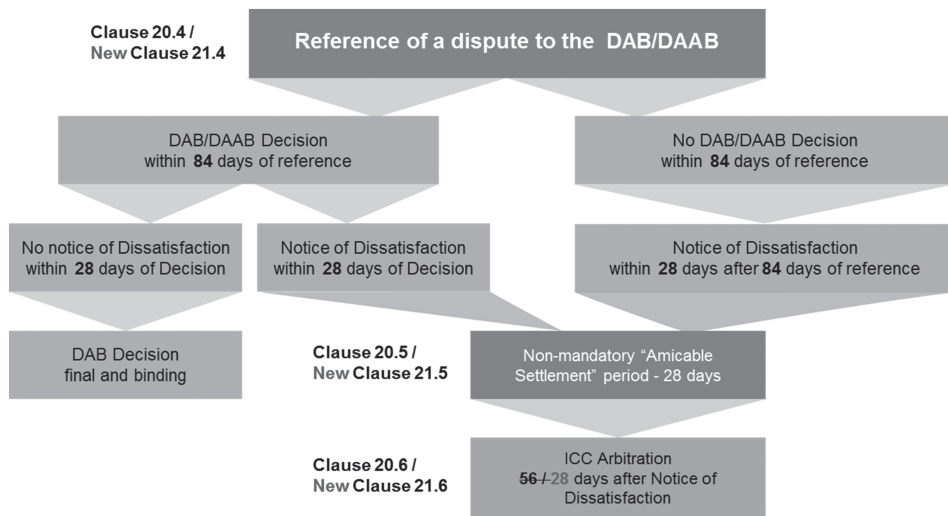 Clause 20.4 /
New Clause 21.4
Reference of a dispute to the DAB/DAAB
DAB/DAAB Decision
within 84 days of reference
No DAB/DAAB Decision
within 84 days of reference
No notice of Dissatisfaction
within 28 days of Decision
Notice of Dissatisfaction
within 28 days of Decision
Notice of Dissatisfaction
within 28 days after 84 days of reference
DAB Decision
final and binding
Clause 20.5 /
New Clause 21.5
Non-mandatory “Amicable
Settlement” period - 28 days
Clause 20.6 /
New Clause 21.6
ICC Arbitration
56 / 28 days after Notice of
Dissatisfaction